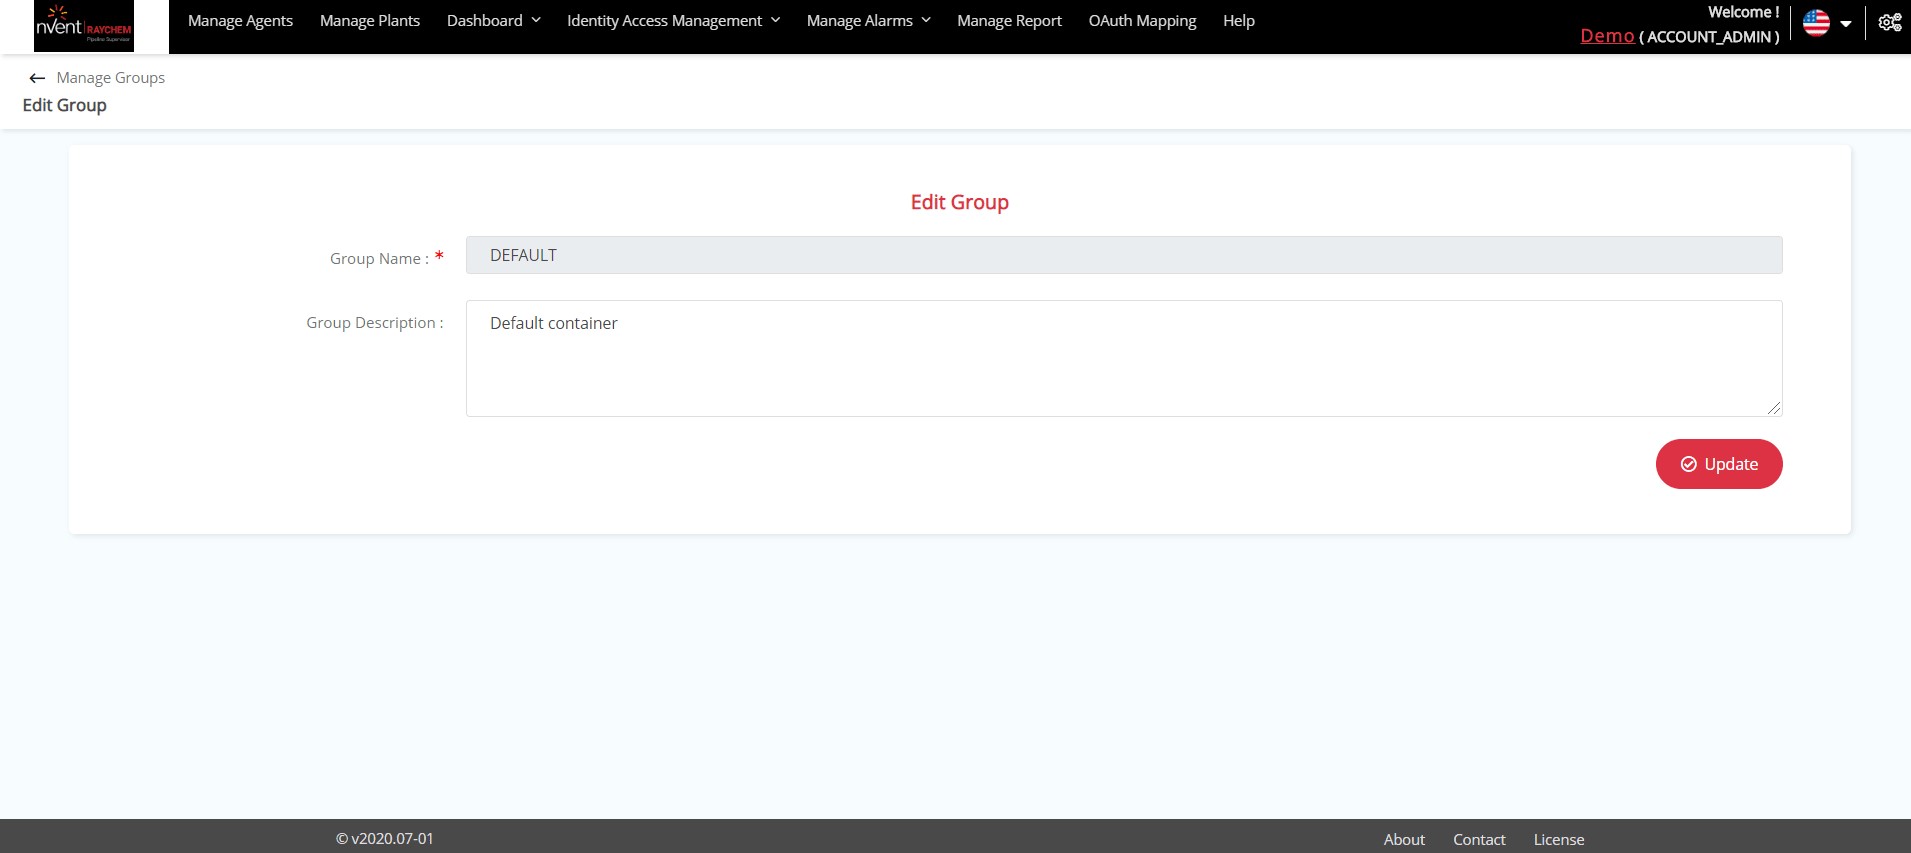 nvent RAYCHEM
Pipeline Supervisor
Manage Agents Manage Plants Dashboard Identity Access Management Manage Alarms Manage Report OAuth Mapping Help
Welcome !
Demo ( ACCOUNT_ADMIN )
Manage Groups
Edit Group
Edit Group
Group Name : *
DEFAULT
Group Description :
Default container
Update
© v2020.07-01
About Contact License